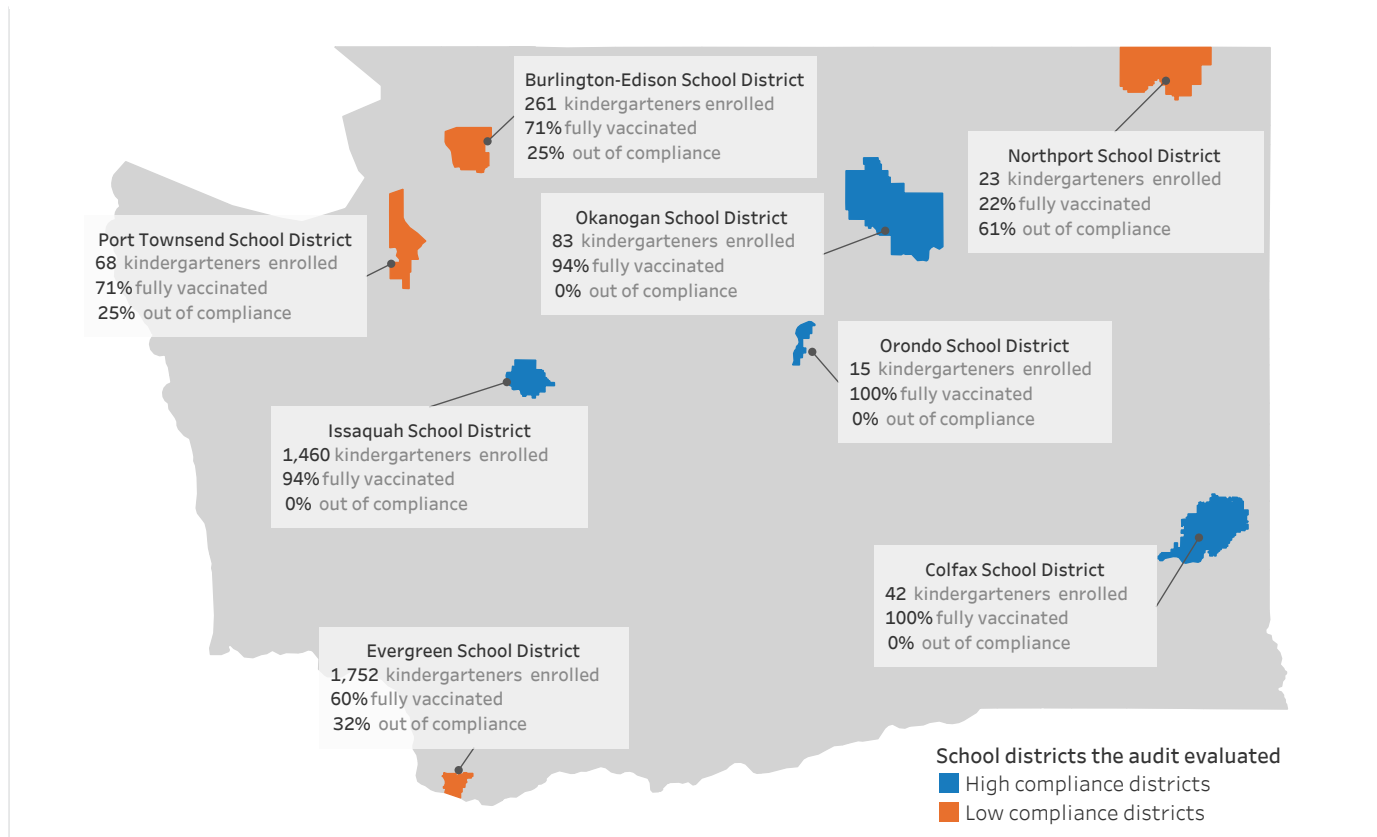 Burlington-Edison School District
261 kindergarteners enrolled
71% fully vaccinated
25% out of compliance
Northport School District
23 kindergarteners enrolled
22% fully vaccinated
61% out of compliance
Okanogan School District
83 kindergarteners enrolled
94% fully vaccinated
0% out of compliance
Port Townsend School District
68 kindergarteners enrolled
71% fully vaccinated
25% out of compliance
Orondo School District
15 kindergarteners enrolled
100% fully vaccinated
0% out of compliance
Issaquah School District
1,460 kindergarteners enrolled
94% fully vaccinated
0% out of compliance
Colfax School District
42 kindergarteners enrolled
100% fully vaccinated
0% out of compliance
Evergreen School District
1,752 kindergarteners enrolled
60% fully vaccinated
32% out of compliance
School districts the audit evaluated
High compliance districts
Low compliance districts